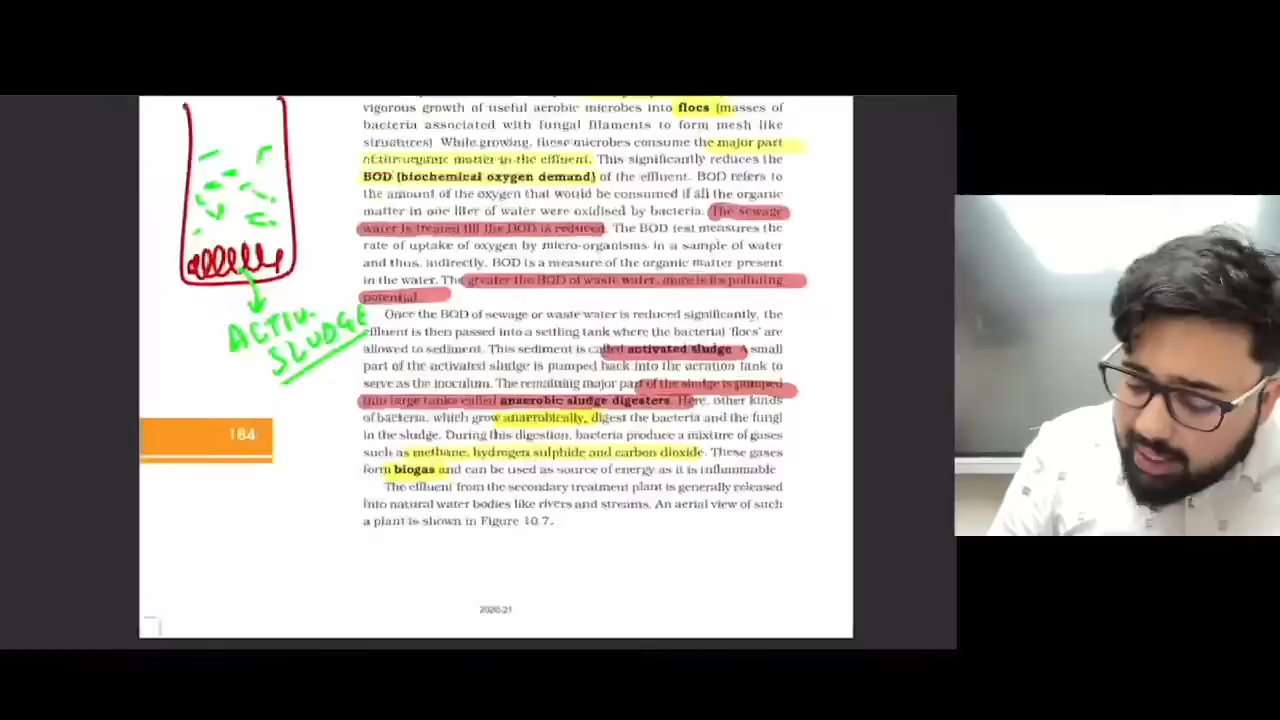 vigorous growth of useful aerobic microbes into flocs (masses of
bacteria associated with fungal filaments to form mesh like
structures). While growing, these microbes consume the major part
of the organic matter in the effluent. This significantly reduces the
BOD (biochemical oxygen demand) of the effluent. BOD refers to
the amount of the oxygen that would be consumed if all the organic
matter in one liter of water were oxidised by bacteria. The sewage
water is treated till the BOD is reduced. The BOD test measures the
rate of uptake of oxygen by micro-organisms in a sample of water
and thus, indirectly, BOD is a measure of the organic matter present
in the water. The greater the BOD of waste water, more is its polluting
potential.
Once the BOD of sewage or waste water is reduced significantly, the
effluent is then passed into a settling tank where the bacterial 'flocs' are
allowed to sediment. This sediment is called activated sludge. A small
part of the activated sludge is pumped back into the aeration tank to
serve as the inoculum. The remaining major part of the sludge is pumped
into large tanks called anaerobic sludge digesters. Here, other kinds
of bacteria, which grow anaerobically, digest the bacteria and the fungi
in the sludge. During this digestion, bacteria produce a mixture of gases
such as methane, hydrogen sulphide and carbon dioxide. These gases
form biogas and can be used as source of energy as it is inflammable.
The effluent from the secondary treatment plant is generally released
into natural water bodies like rivers and streams. An aerial view of such
a plant is shown in Figure 10.7.
ACTIV.
SLUDGE
184
2020-21